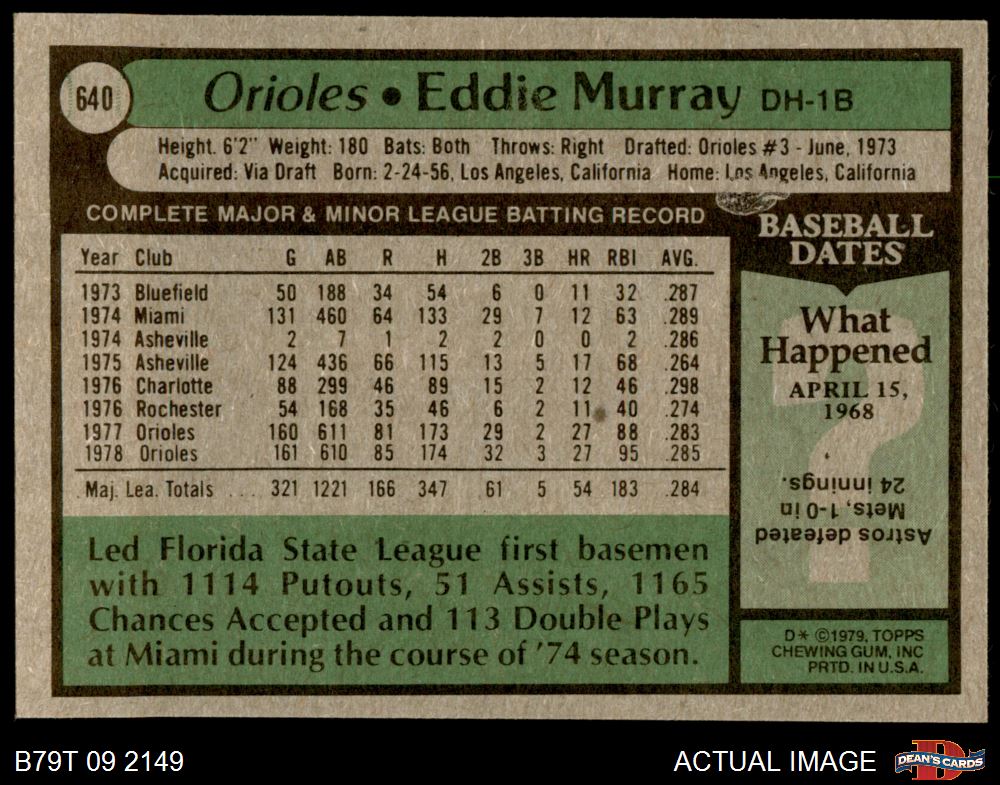 640
Orioles • Eddie Murray DH-1B
Height. 6'2" Weight: 180 Bats: Both Throws: Right Drafted: Orioles #3 - June, 1973
Acquired: Via Draft Born: 2-24-56, Los Angeles, California Home: Los Angeles, California
COMPLETE MAJOR & MINOR LEAGUE BATTING RECORD
Year Club G AB R H 2B 3B HR RBI AVG.
1973 Bluefield 50 188 34 54 6 0 11 32 .287
1974 Miami 131 460 64 133 29 7 12 63 .289
1974 Asheville 2 7 1 2 2 0 0 2 .286
1975 Asheville 124 436 66 115 13 5 17 68 .264
1976 Charlotte 88 299 46 89 15 2 12 46 .298
1976 Rochester 54 168 35 46 6 2 11 40 .274
1977 Orioles 160 611 81 173 29 2 27 88 .283
1978 Orioles 161 610 85 174 32 3 27 95 .285
Maj. Lea. Totals ... 321 1221 166 347 61 5 54 183 .284
Led Florida State League first basemen
with 1114 Putouts, 51 Assists, 1165
Chances Accepted and 113 Double Plays
at Miami during the course of '74 season.
BASEBALL
DATES
What
Happened
APRIL 15,
1968
?
Astros defeated
Mets, 1-0 in
24 innings.
D* ©1979, TOPPS
CHEWING GUM, INC
PRTD. IN U.S.A.
B79T 09 2149
ACTUAL IMAGE
D
DEAN'S CARDS